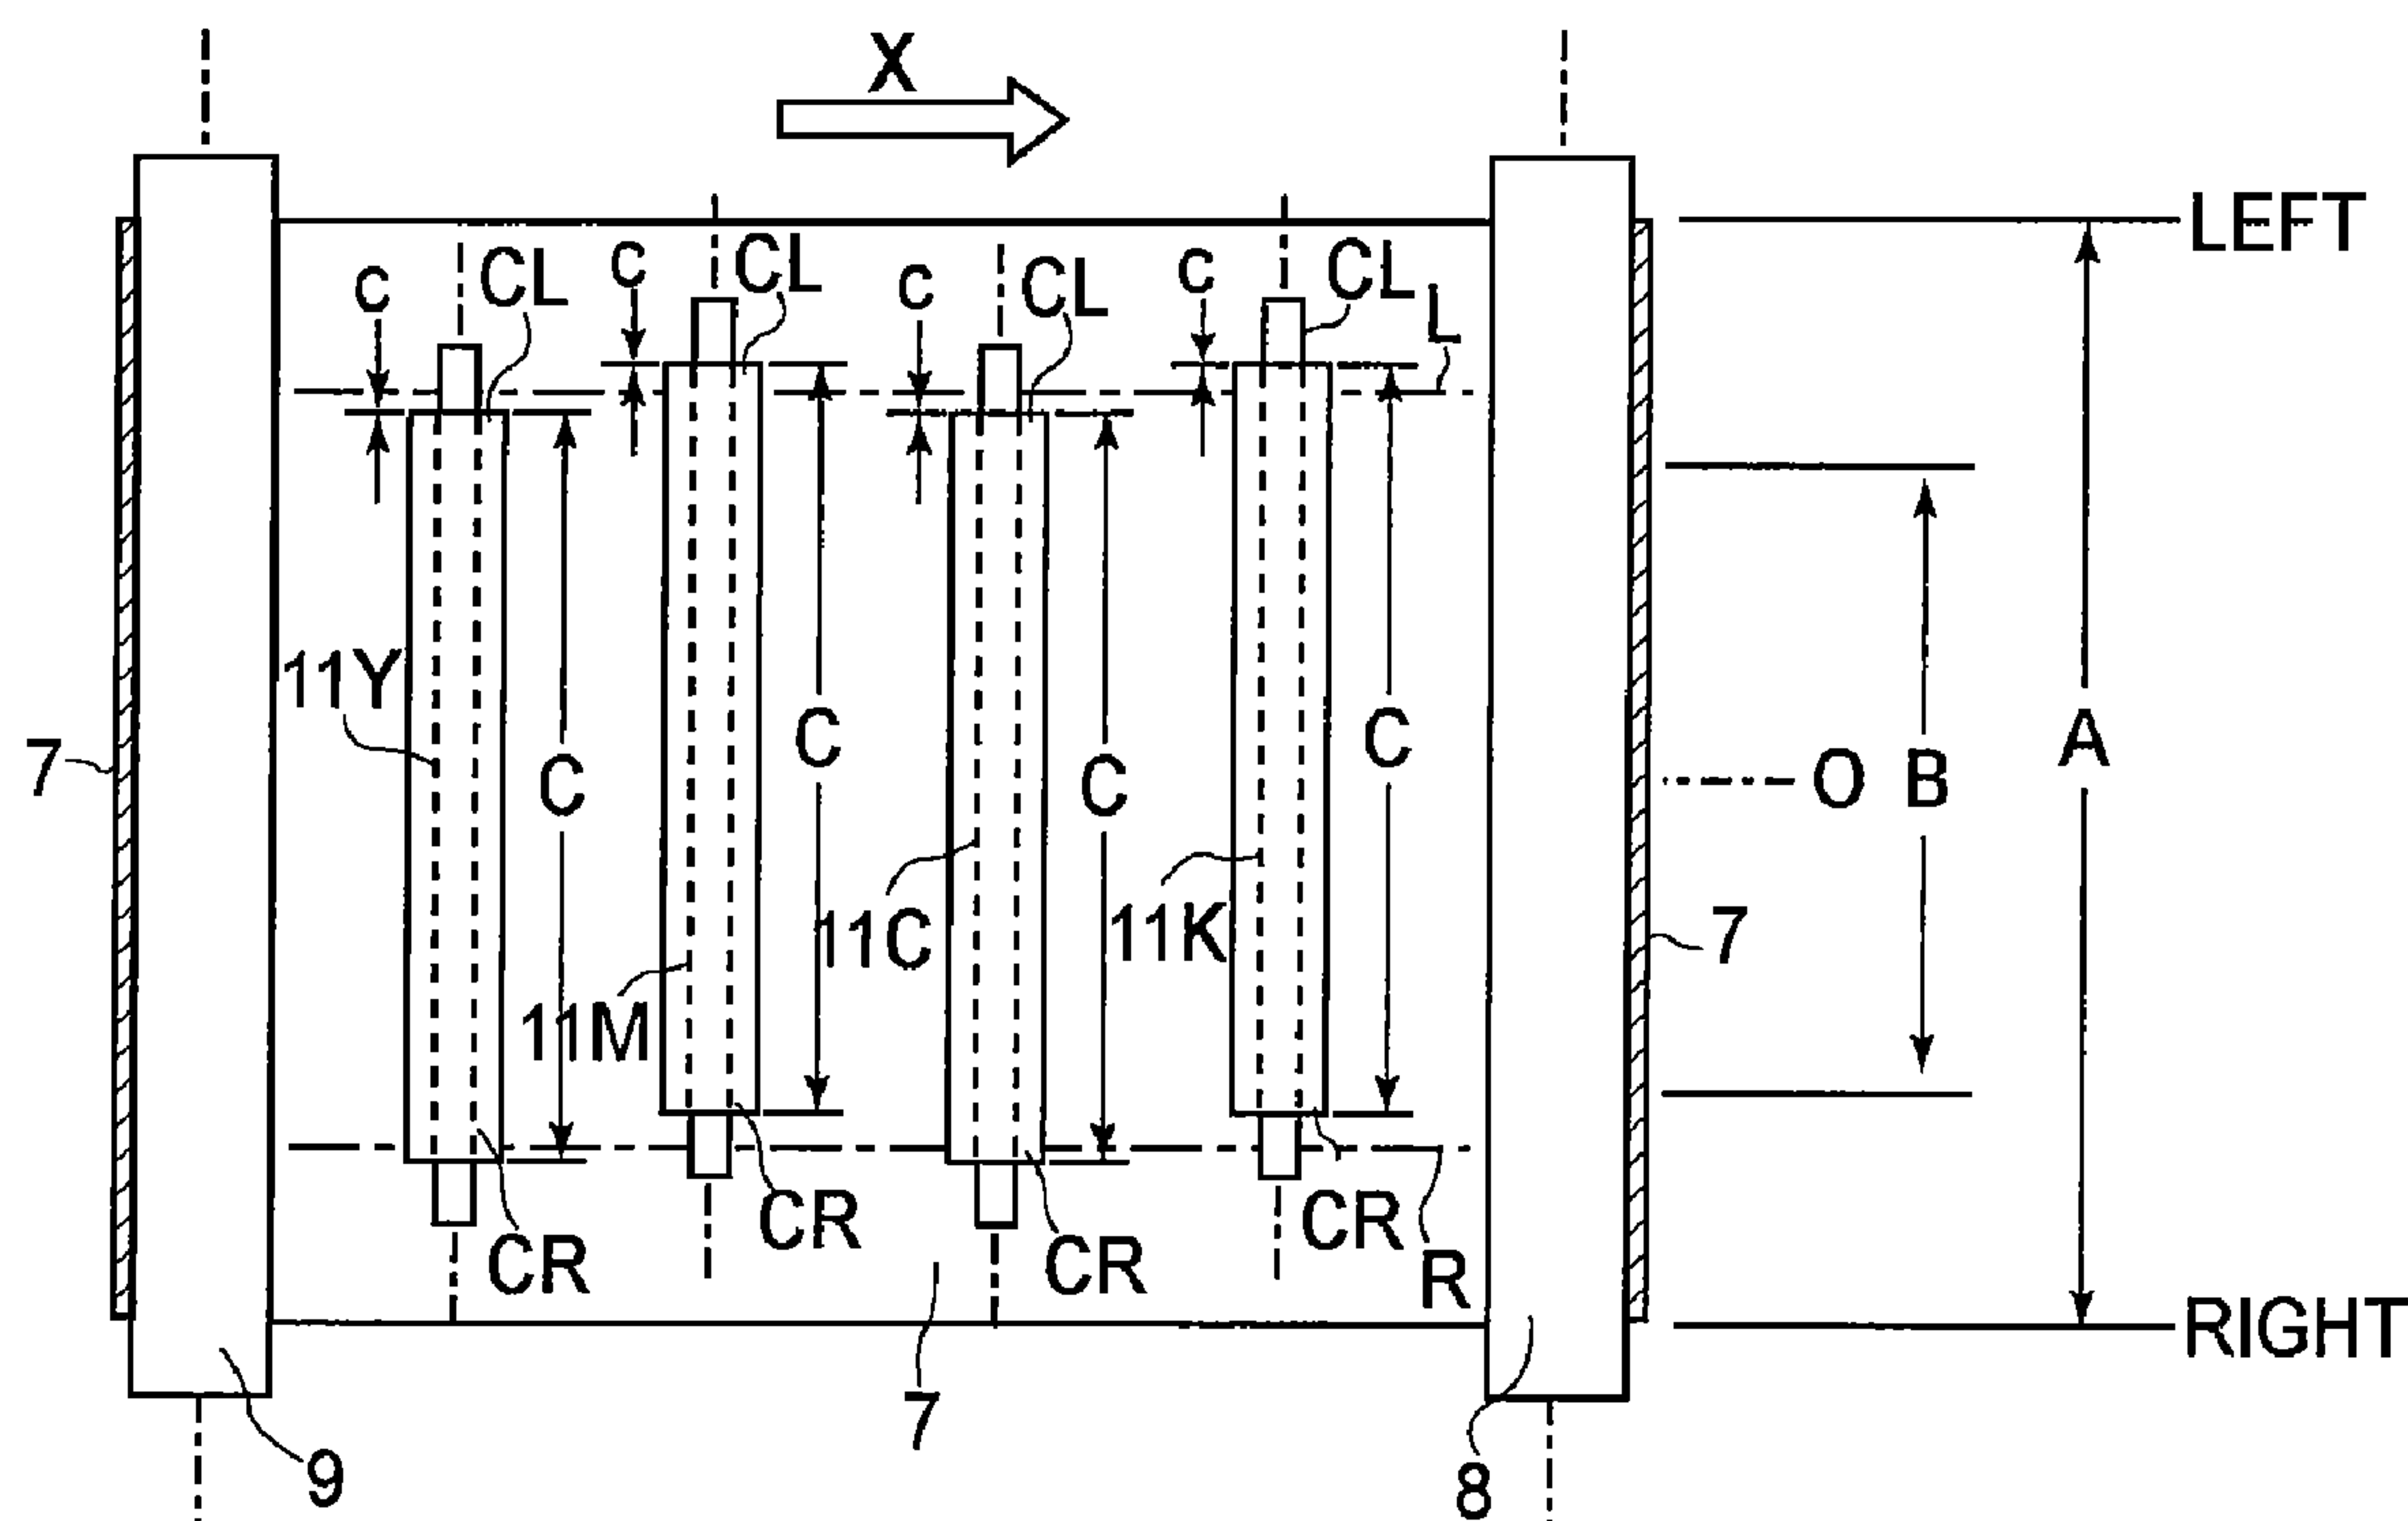 X
LEFT
c CL c CL c CL c CL L
11Y
7
C C C C
O B A
11C 11K
7
11M
CR CR CR CR R
RIGHT
7
9
8